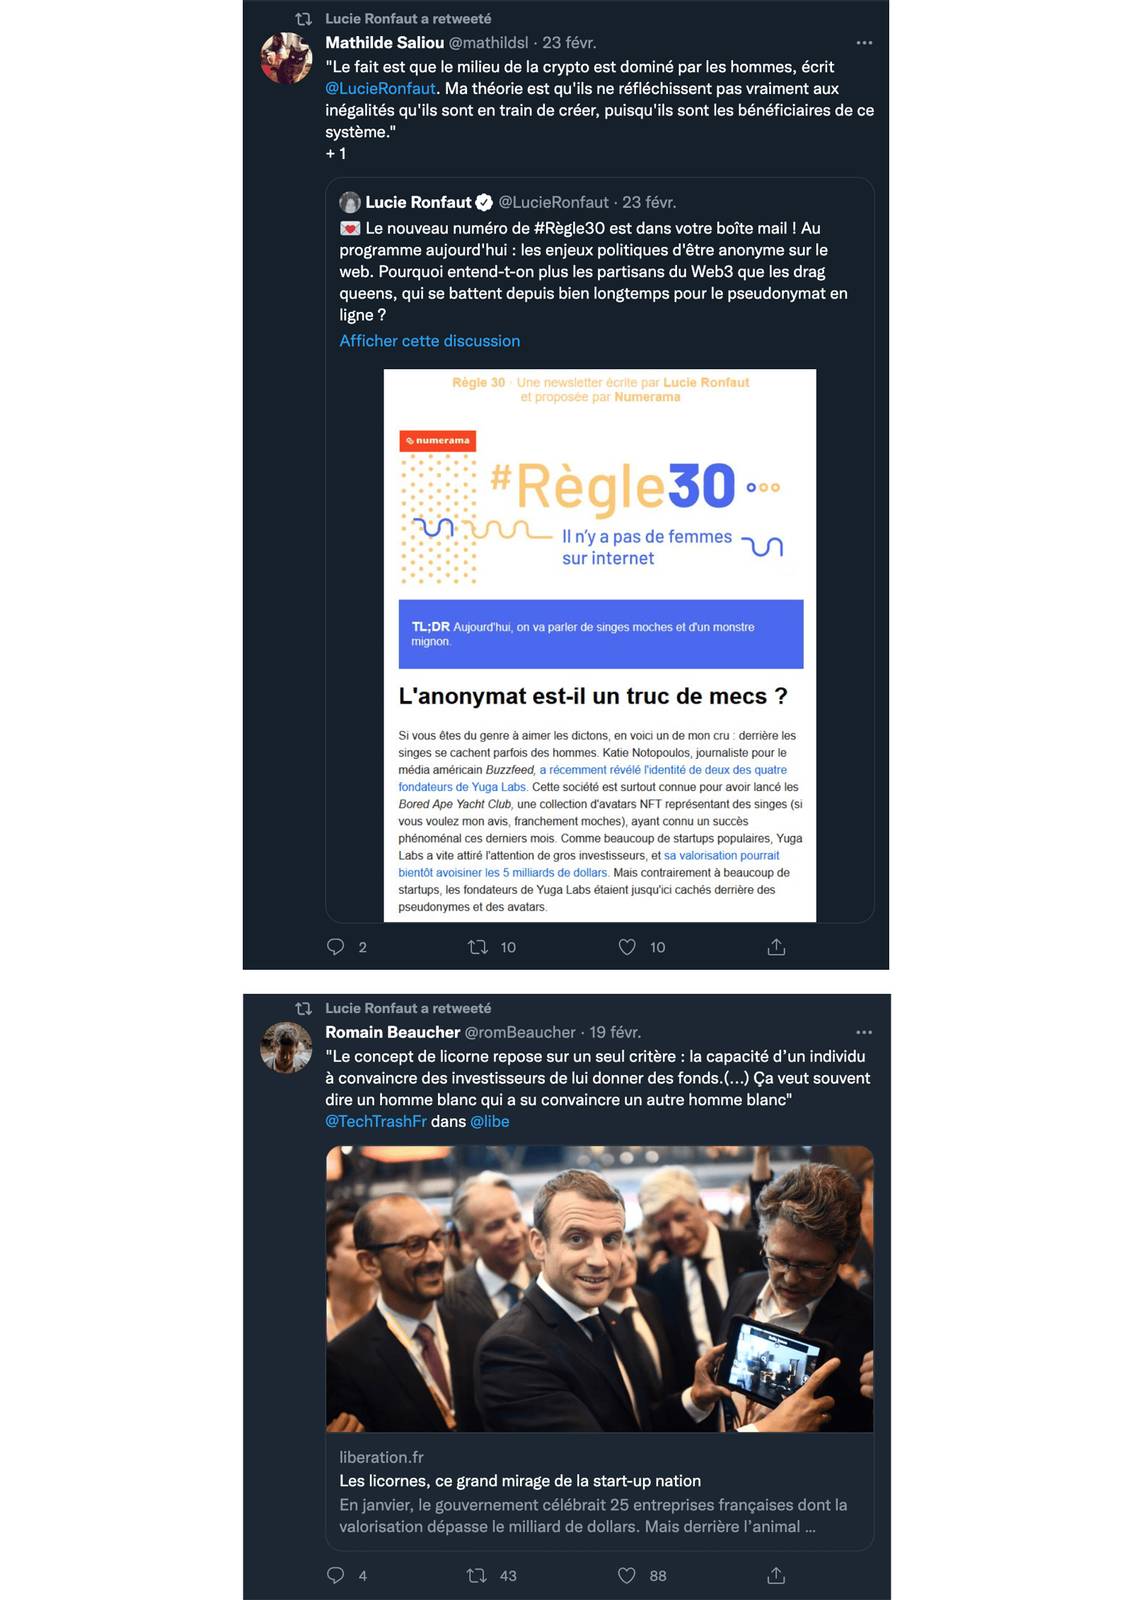 Lucie Ronfaut a retweeté
Mathilde Saliou @mathildsl · 23 févr.
"Le fait est que le milieu de la crypto est dominé par les hommes, écrit
@LucieRonfaut. Ma théorie est qu'ils ne réfléchissent pas vraiment aux
inégalités qu'ils sont en train de créer, puisqu'ils sont les bénéficiaires de ce
système."
+ 1
Lucie Ronfaut @LucieRonfaut · 23 févr.
💌 Le nouveau numéro de #Règle30 est dans votre boîte mail ! Au
programme aujourd'hui : les enjeux politiques d'être anonyme sur le
web. Pourquoi entend-t-on plus les partisans du Web3 que les drag
queens, qui se battent depuis bien longtemps pour le pseudonymat en
ligne ?
Afficher cette discussion
Règle 30 · Une newsletter écrite par Lucie Ronfaut
et proposée par Numerama
numerama
#Règle30
Il n'y a pas de femmes
sur internet
TL;DR Aujourd'hui, on va parler de singes moches et d'un monstre
mignon.
L'anonymat est-il un truc de mecs ?
Si vous êtes du genre à aimer les dictons, en voici un de mon cru : derrière les
singes se cachent parfois des hommes. Katie Notopoulos, journaliste pour le
média américain Buzzfeed, a récemment révélé l'identité de deux des quatre
fondateurs de Yuga Labs. Cette société est surtout connue pour avoir lancé les
Bored Ape Yacht Club, une collection d'avatars NFT représentant des singes (si
vous voulez mon avis, franchement moches), ayant connu un succès
phénoménal ces derniers mois. Comme beaucoup de startups populaires, Yuga
Labs a vite attiré l'attention de gros investisseurs, et sa valorisation pourrait
bientôt avoisiner les 5 milliards de dollars. Mais contrairement à beaucoup de
startups, les fondateurs de Yuga Labs étaient jusqu'ici cachés derrière des
pseudonymes et des avatars.
2 10 10
Lucie Ronfaut a retweeté
Romain Beaucher @romBeaucher · 19 févr.
"Le concept de licorne repose sur un seul critère : la capacité d'un individu
à convaincre des investisseurs de lui donner des fonds.(...) Ça veut souvent
dire un homme blanc qui a su convaincre un autre homme blanc"
@TechTrashFr dans @libe
liberation.fr
Les licornes, ce grand mirage de la start-up nation
En janvier, le gouvernement célébrait 25 entreprises françaises dont la
valorisation dépasse le milliard de dollars. Mais derrière l'animal ...
4 43 88